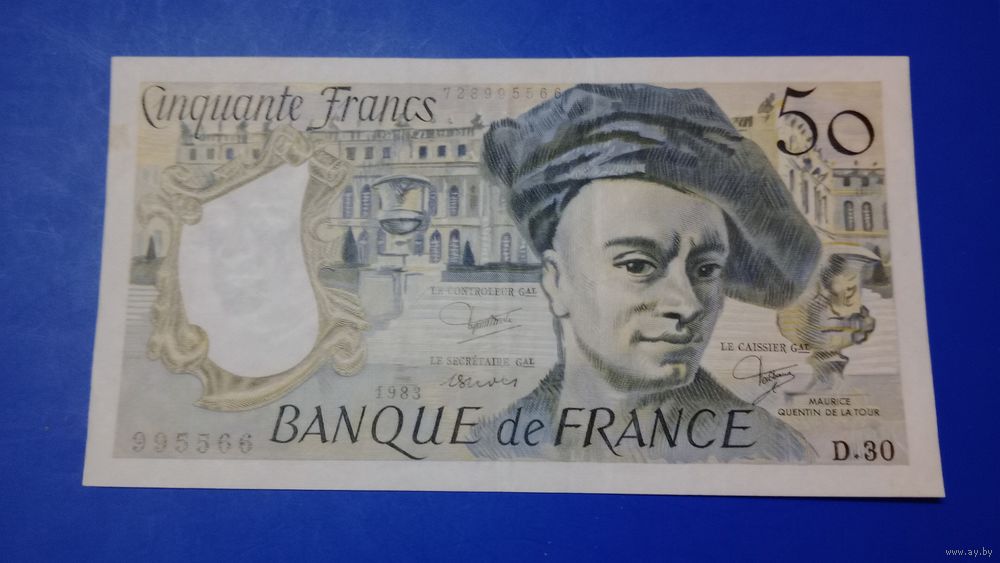 Cinquante Francs
728995566
50
LE CONTROLEUR GAL
LE SECRÉTAIRE GAL
LE CAISSIER GAL
1983
MAURICE
QUENTIN DE LA TOUR
995566
BANQUE de FRANCE
D.30
www.ay.by